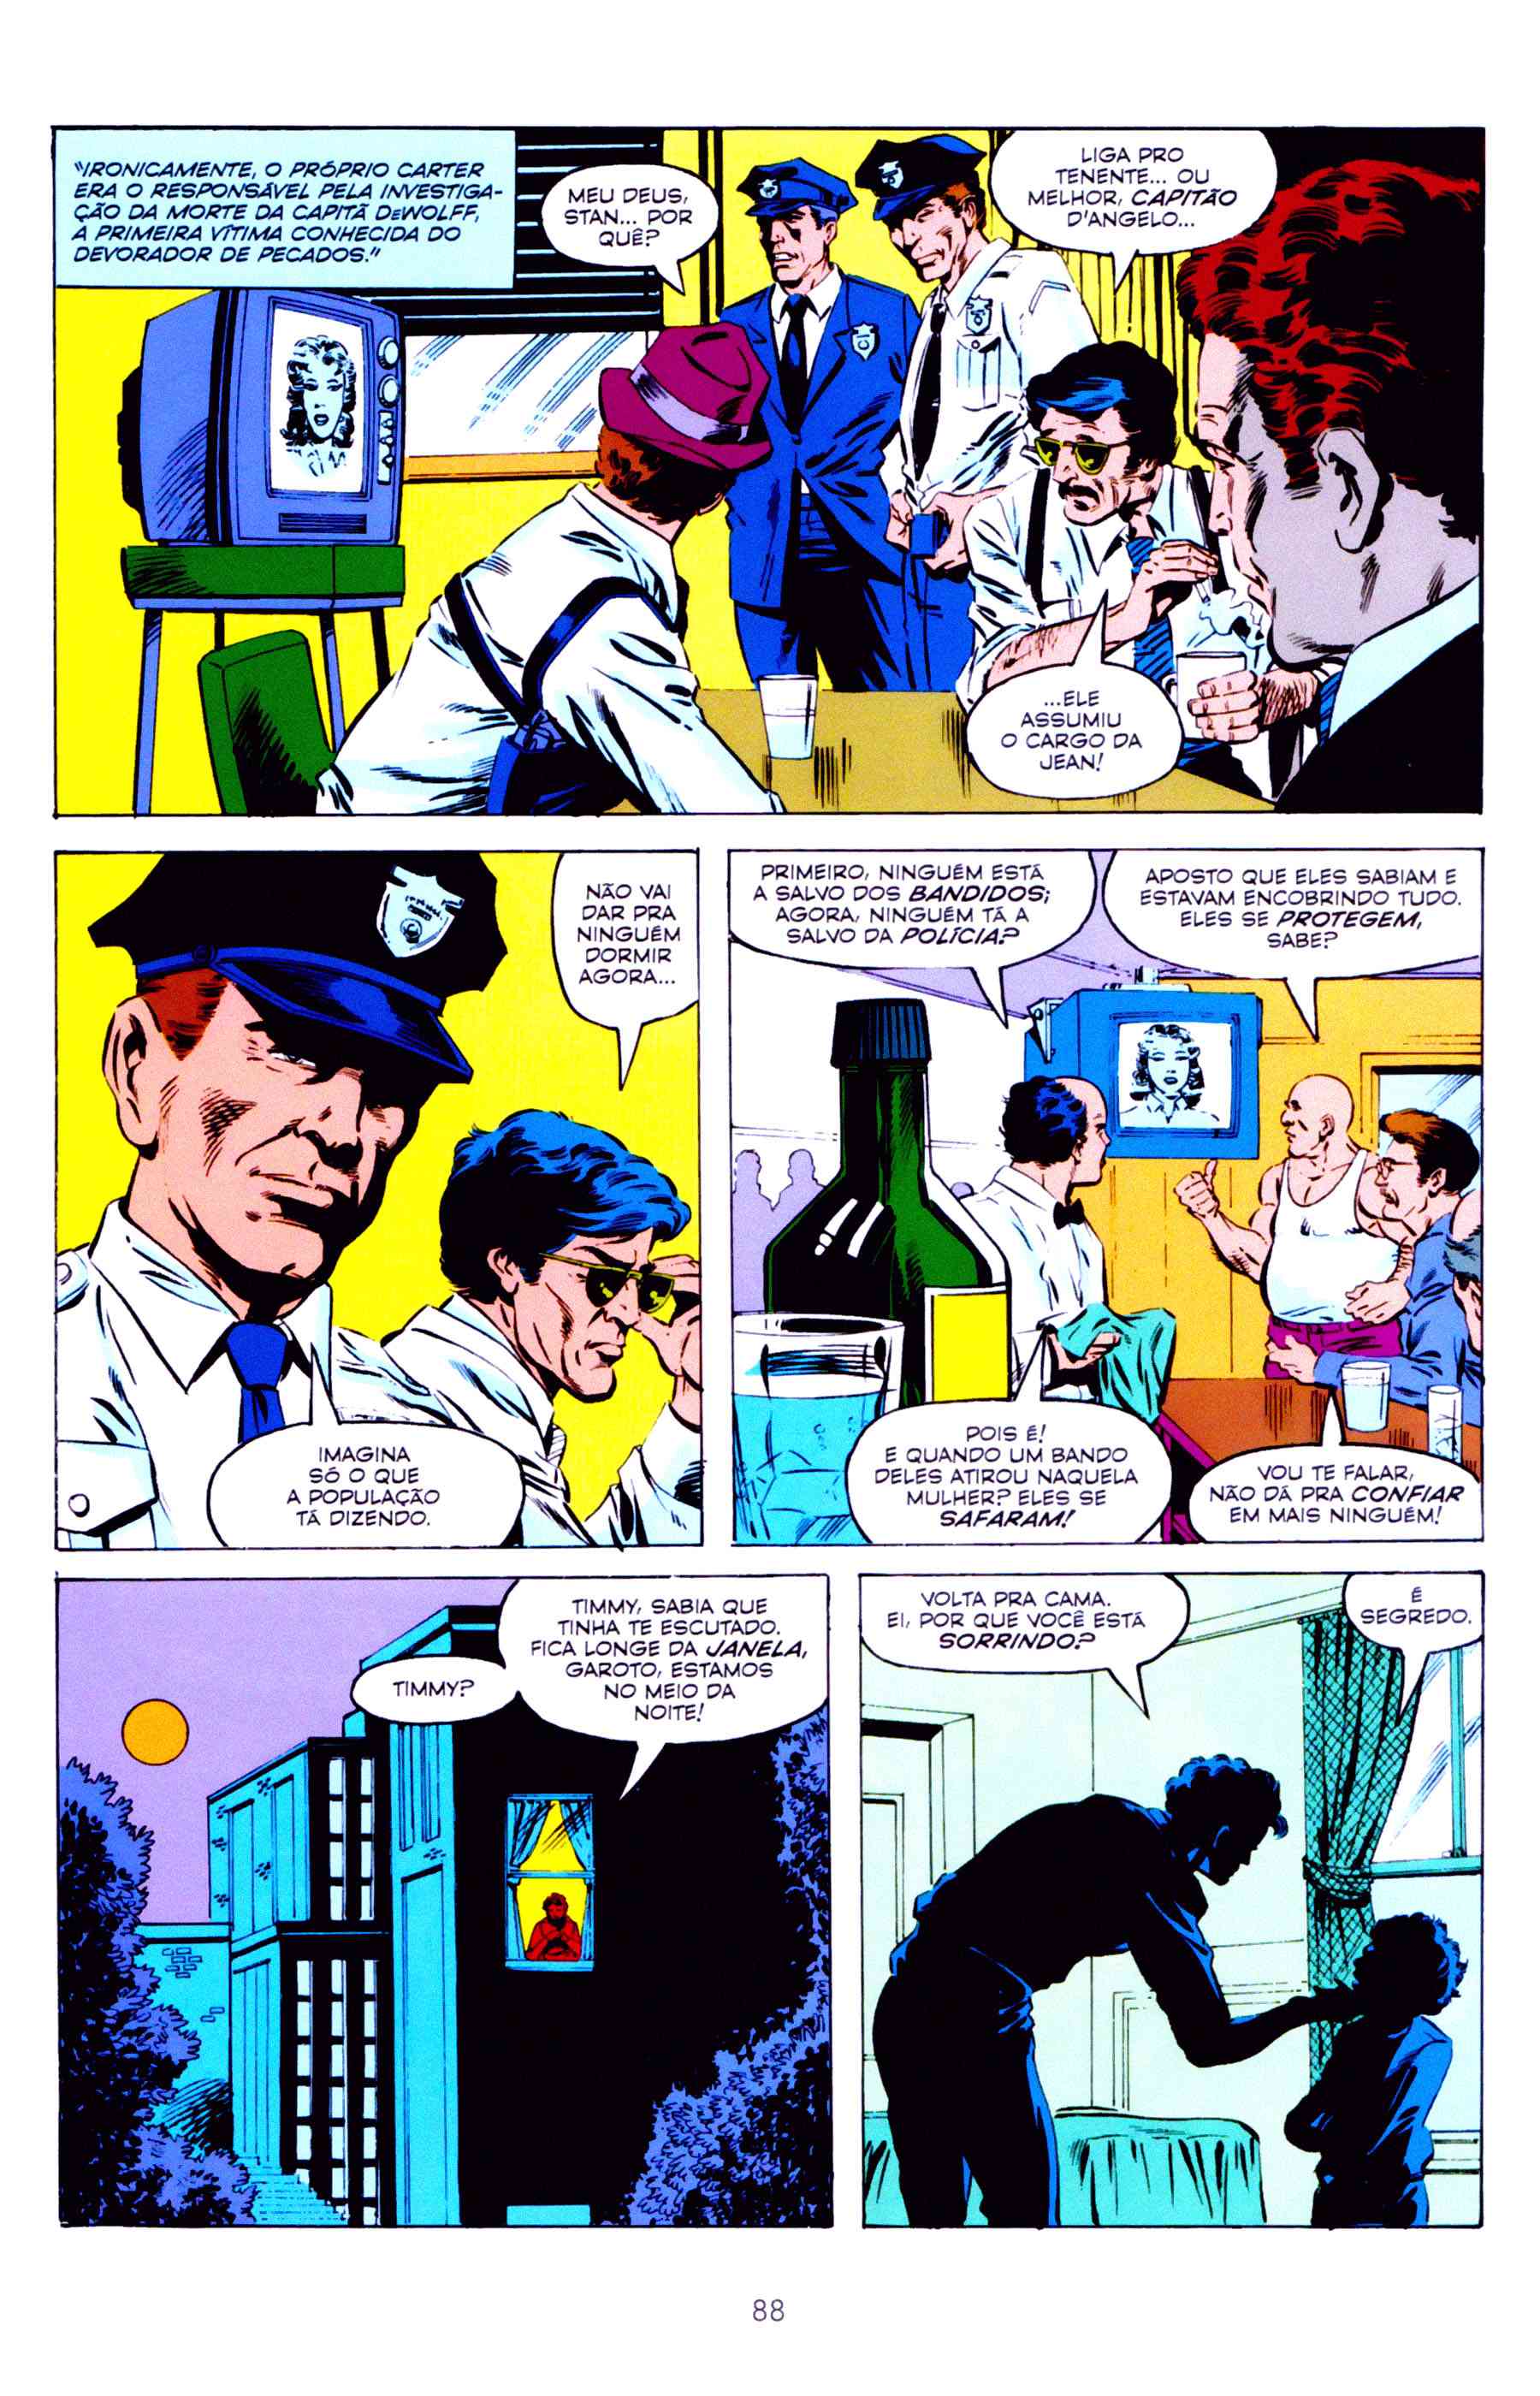 "IRONICAMENTE, O PRÓPRIO CARTER
ERA O RESPONSÁVEL PELA INVESTIGA-
ÇÃO DA MORTE DA CAPITÃ DeWOLFF,
A PRIMEIRA VÍTIMA CONHECIDA DO
DEVORADOR DE PECADOS."
MEU DEUS,
STAN... POR
QUÊ?
LIGA PRO
TENENTE... OU
MELHOR, CAPITÃO
D'ANGELO...
...ELE
ASSUMIU
O CARGO DA
JEAN!
NÃO VAI
DAR PRA
NINGUÉM
DORMIR
AGORA...
IMAGINA
SÓ O QUE
A POPULAÇÃO
TÁ DIZENDO.
PRIMEIRO, NINGUÉM ESTÁ
A SALVO DOS BANDIDOS;
AGORA, NINGUÉM TÁ A
SALVO DA POLÍCIA?
APOSTO QUE ELES SABIAM E
ESTAVAM ENCOBRINDO TUDO.
ELES SE PROTEGEM,
SABE?
POIS É!
E QUANDO UM BANDO
DELES ATIROU NAQUELA
MULHER? ELES SE
SAFARAM!
VOU TE FALAR,
NÃO DÁ PRA CONFIAR
EM MAIS NINGUÉM!
TIMMY?
TIMMY, SABIA QUE
TINHA TE ESCUTADO.
FICA LONGE DA JANELA,
GAROTO, ESTAMOS
NO MEIO DA
NOITE!
VOLTA PRA CAMA.
EI, POR QUE VOCÊ ESTÁ
SORRINDO?
É
SEGREDO.
88